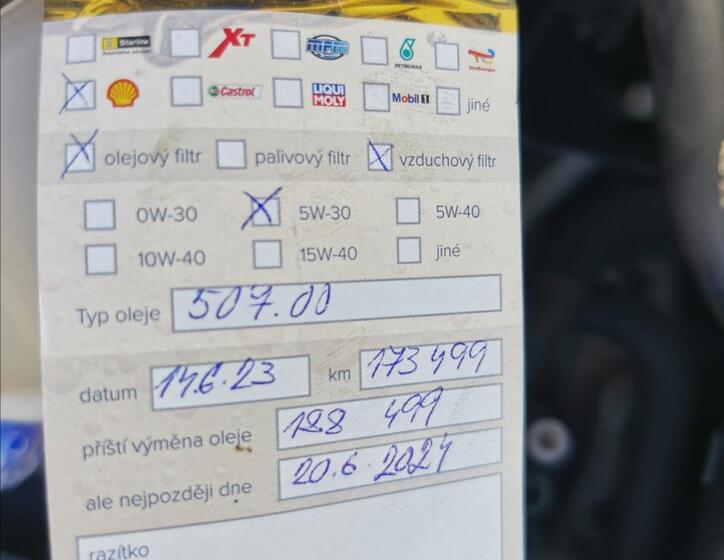 Starline XT MPM PETRONAS TotalEnergies
Shell Castrol LIQUI MOLY Mobil 1 jiné
olejový filtr palivový filtr vzduchový filtr
0W-30 5W-30 5W-40
10W-40 15W-40 jiné
Typ oleje 507.00
datum 14.6.23 km 173 499
příští výměna oleje 188 499
ale nejpozději dne 20.6.2024
razítko